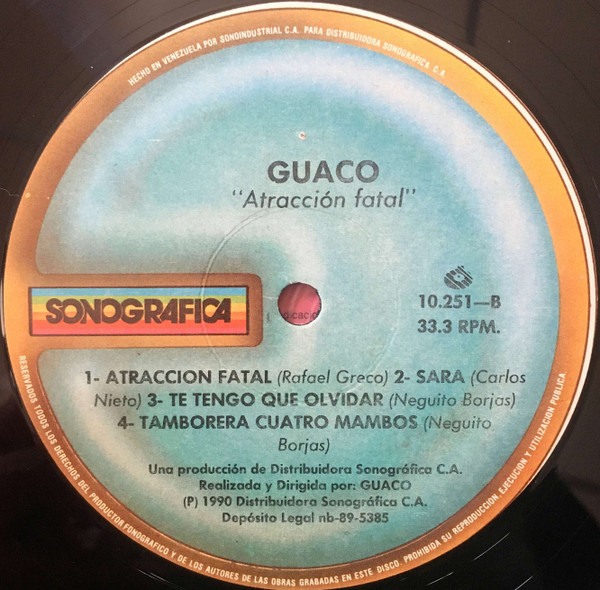 HECHO EN VENEZUELA POR SONOINDUSTRIAL C.A. PARA DISTRIBUIDORA SONOGRAFICA C.A.
GUACO
"Atracción fatal"
SONOGRAFICA
10.251—B
33.3 RPM.
1- ATRACCION FATAL (Rafael Greco) 2- SARA (Carlos
Nieto) 3- TE TENGO QUE OLVIDAR (Neguito Borjas)
4- TAMBORERA CUATRO MAMBOS (Neguito
Borjas)
Una producción de Distribuidora Sonográfica C.A.
Realizada y Dirigida por: GUACO
(P) 1990 Distribuidora Sonográfica C.A.
Depósito Legal nb-89-5385
RESERVADOS TODOS LOS DERECHOS DEL PRODUCTOR FONOGRAFICO Y DE LOS AUTORES DE LAS OBRAS GRABADAS EN ESTE DISCO. PROHIBIDA SU REPRODUCCION, EJECUCION Y UTILIZACION PUBLICA.